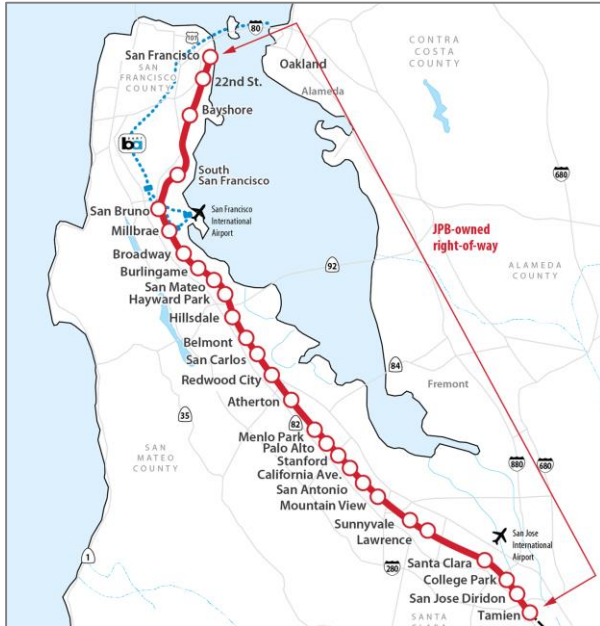 80
101
San Francisco
SAN
FRANCISCO
COUNTY
Oakland
Alameda
CONTRA
COSTA
COUNTY
22nd St.
Bayshore
ba
680
South
San Francisco
San Bruno
San Francisco
International
Airport
Millbrae
JPB-owned
right-of-way
Broadway
92
ALAMEDA
COUNTY
Burlingame
San Mateo
Hayward Park
Hillsdale
Belmont
San Carlos
84
Redwood City
Fremont
Atherton
35
82
SAN
MATEO
COUNTY
Menlo Park
Palo Alto
Stanford
California Ave.
880
680
San Antonio
Mountain View
Sunnyvale
Lawrence
San Jose
International
Airport
1
280
Santa Clara
College Park
San Jose Diridon
Tamien
SANTA
CLARA